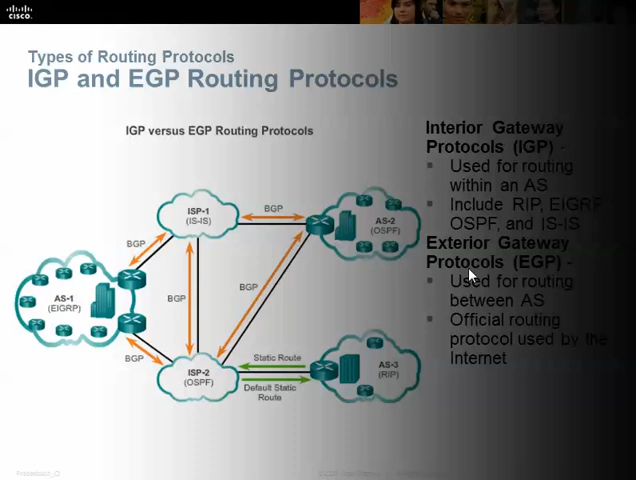 CISCO.
Types of Routing Protocols
IGP and EGP Routing Protocols
IGP versus EGP Routing Protocols
ISP-1
(IS-IS)
BGP
AS-2
(OSPF)
BGP
BGP
BGP
AS-1
(EIGRP)
BGP
ISP-2
(OSPF)
Static Route
Default Static
Route
AS-3
(RIP)
Interior Gateway
Protocols (IGP) -
▪ Used for routing
within an AS
▪ Include RIP, EIGRP
OSPF, and IS-IS
Exterior Gateway
Protocols (EGP) -
▪ Used for routing
between AS
▪ Official routing
protocol used by the
Internet
Presentation_ID